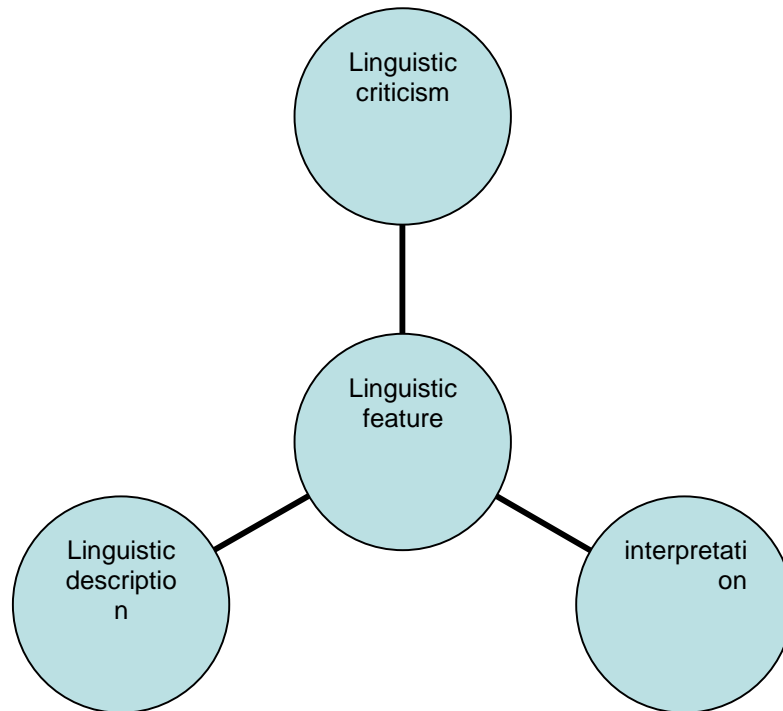 Linguistic
criticism
Linguistic
feature
Linguistic
descriptio
n
interpretati
on